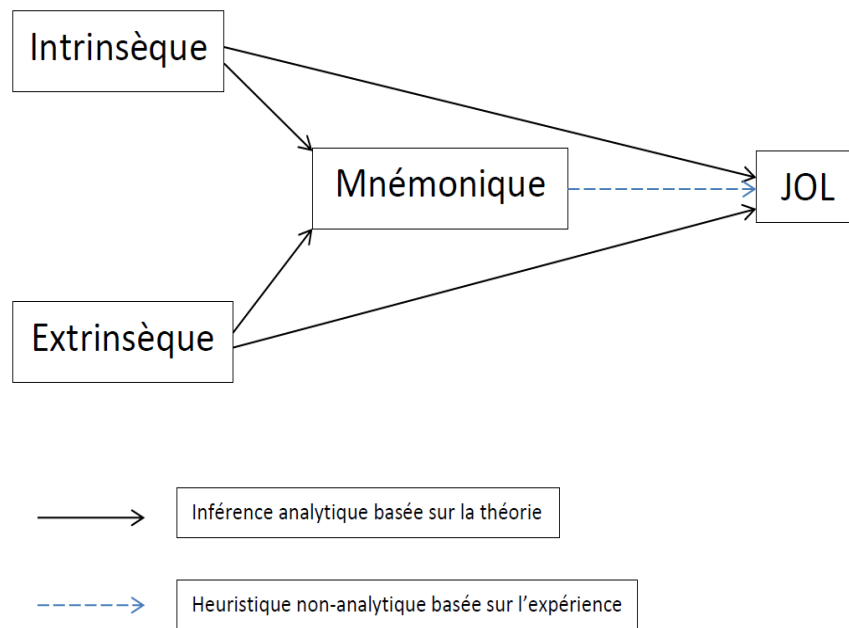 Intrinsèque
Mnémonique
JOL
Extrinsèque
Inférence analytique basée sur la théorie
Heuristique non-analytique basée sur l’expérience